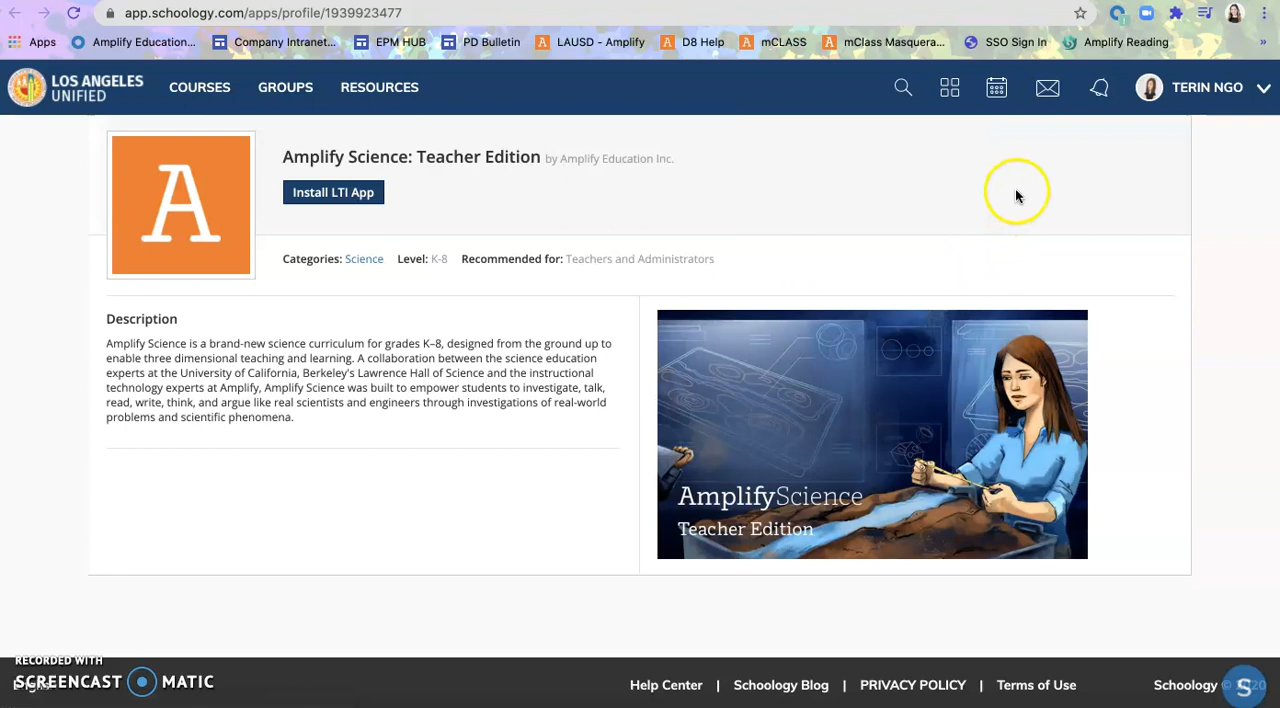 app.schoology.com/apps/profile/1939923477
Apps Amplify Education... Company Intranet... EPM HUB PD Bulletin LAUSD - Amplify D8 Help mCLASS mClass Masquera... SSO Sign In Amplify Reading »
LOS ANGELES UNIFIED COURSES GROUPS RESOURCES TERIN NGO
A
Amplify Science: Teacher Edition by Amplify Education Inc.
Install LTI App
Categories: Science Level: K-8 Recommended for: Teachers and Administrators
Description
Amplify Science is a brand-new science curriculum for grades K–8, designed from the ground up to
enable three dimensional teaching and learning. A collaboration between the science education
experts at the University of California, Berkeley's Lawrence Hall of Science and the instructional
technology experts at Amplify, Amplify Science was built to empower students to investigate, talk,
read, write, think, and argue like real scientists and engineers through investigations of real-world
problems and scientific phenomena.
AmplifyScience
Teacher Edition
RECORDED WITH
SCREENCAST MATIC
Help Center | Schoology Blog | PRIVACY POLICY | Terms of Use Schoology © 2020
S